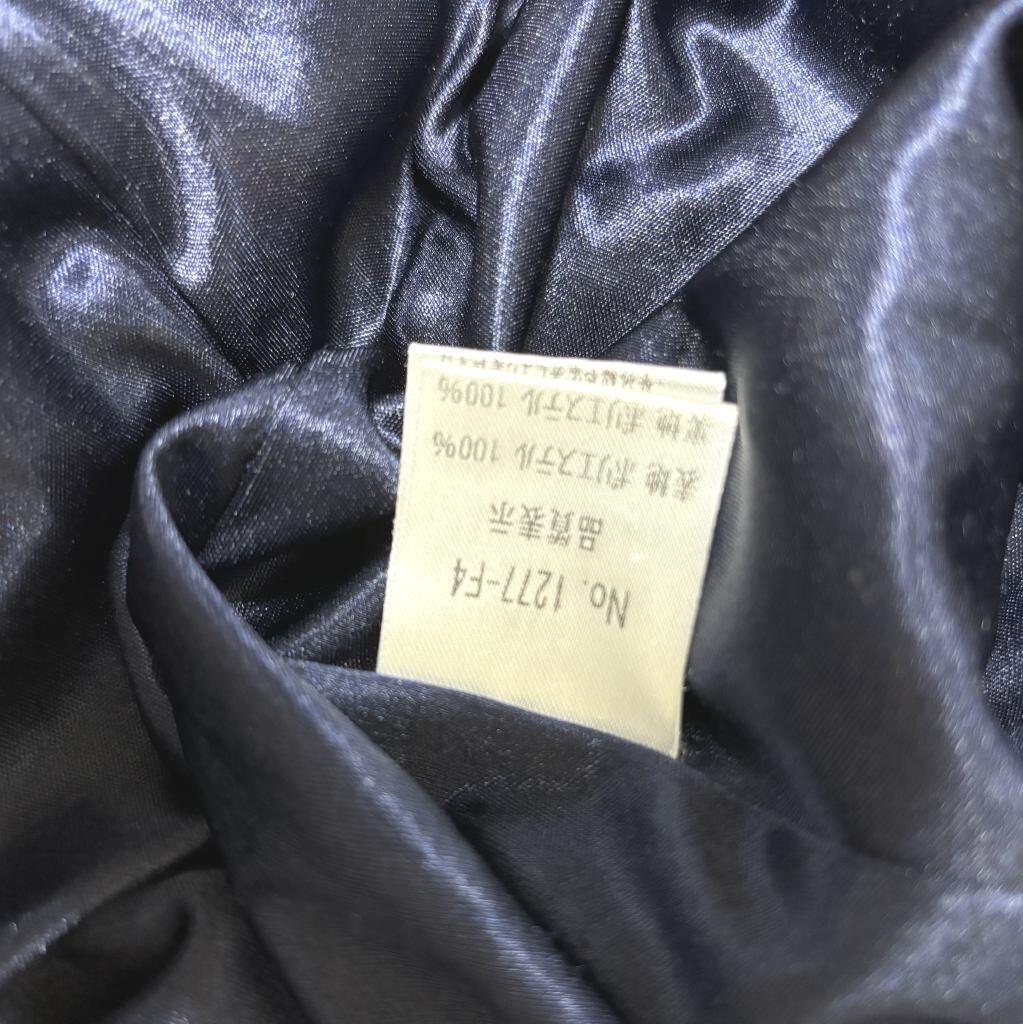 No. 1277-F4
品質表示
表地 ポリエステル 100%
裏地 ポリエステル 100%